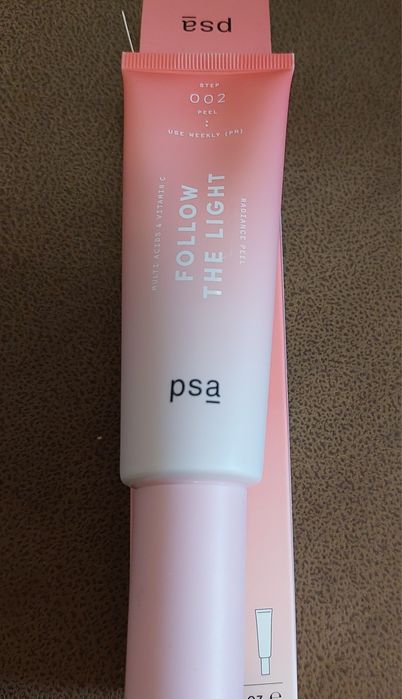 psa
STEP
002
PEEL
:
USE WEEKLY (PM)
MULTI ACIDS & VITAMIN C
FOLLOW
THE LIGHT
RADIANCE PEEL
psa